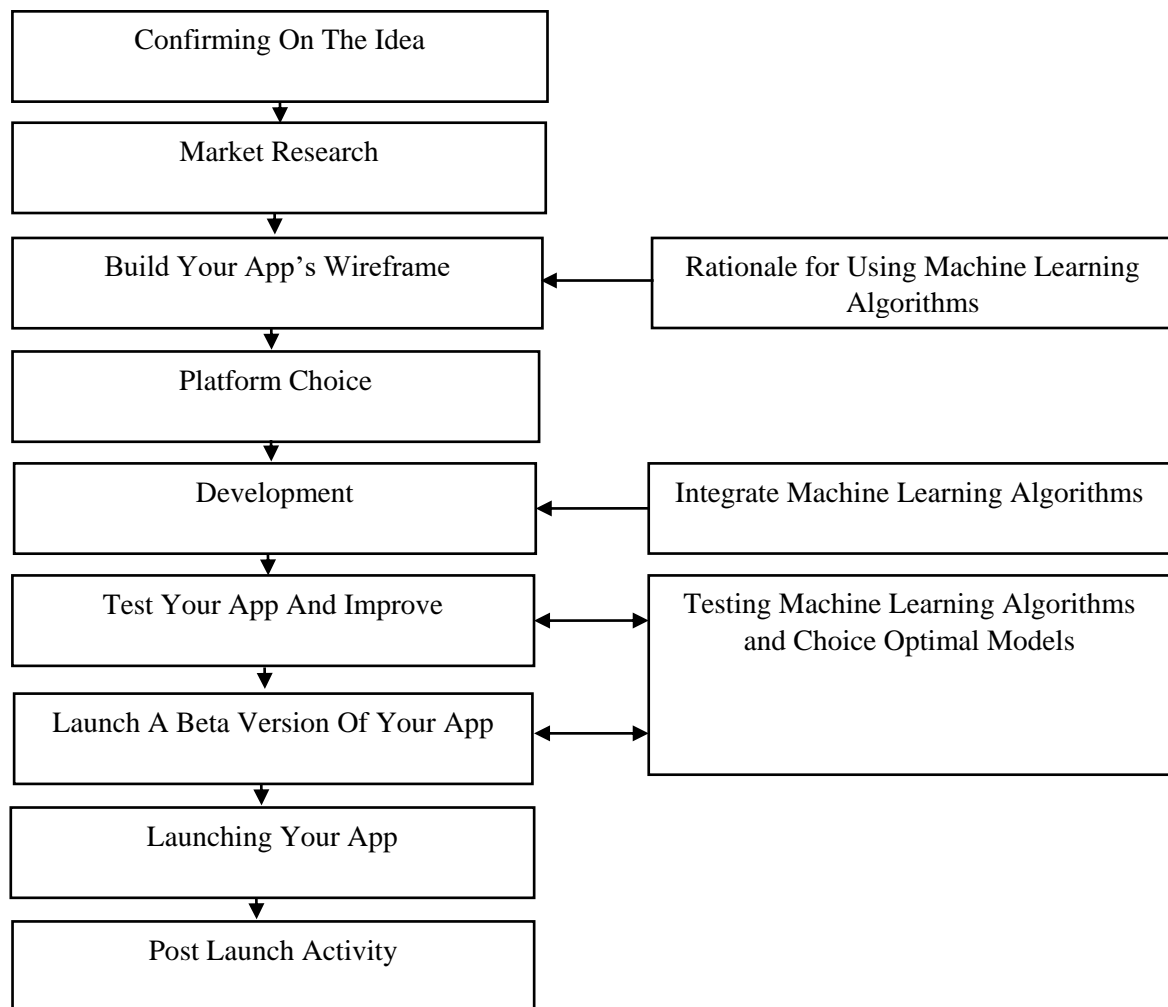 Confirming On The Idea
Market Research
Build Your App’s Wireframe
Rationale for Using Machine Learning
Algorithms
Platform Choice
Development
Integrate Machine Learning Algorithms
Test Your App And Improve
Testing Machine Learning Algorithms
and Choice Optimal Models
Launch A Beta Version Of Your App
Launching Your App
Post Launch Activity